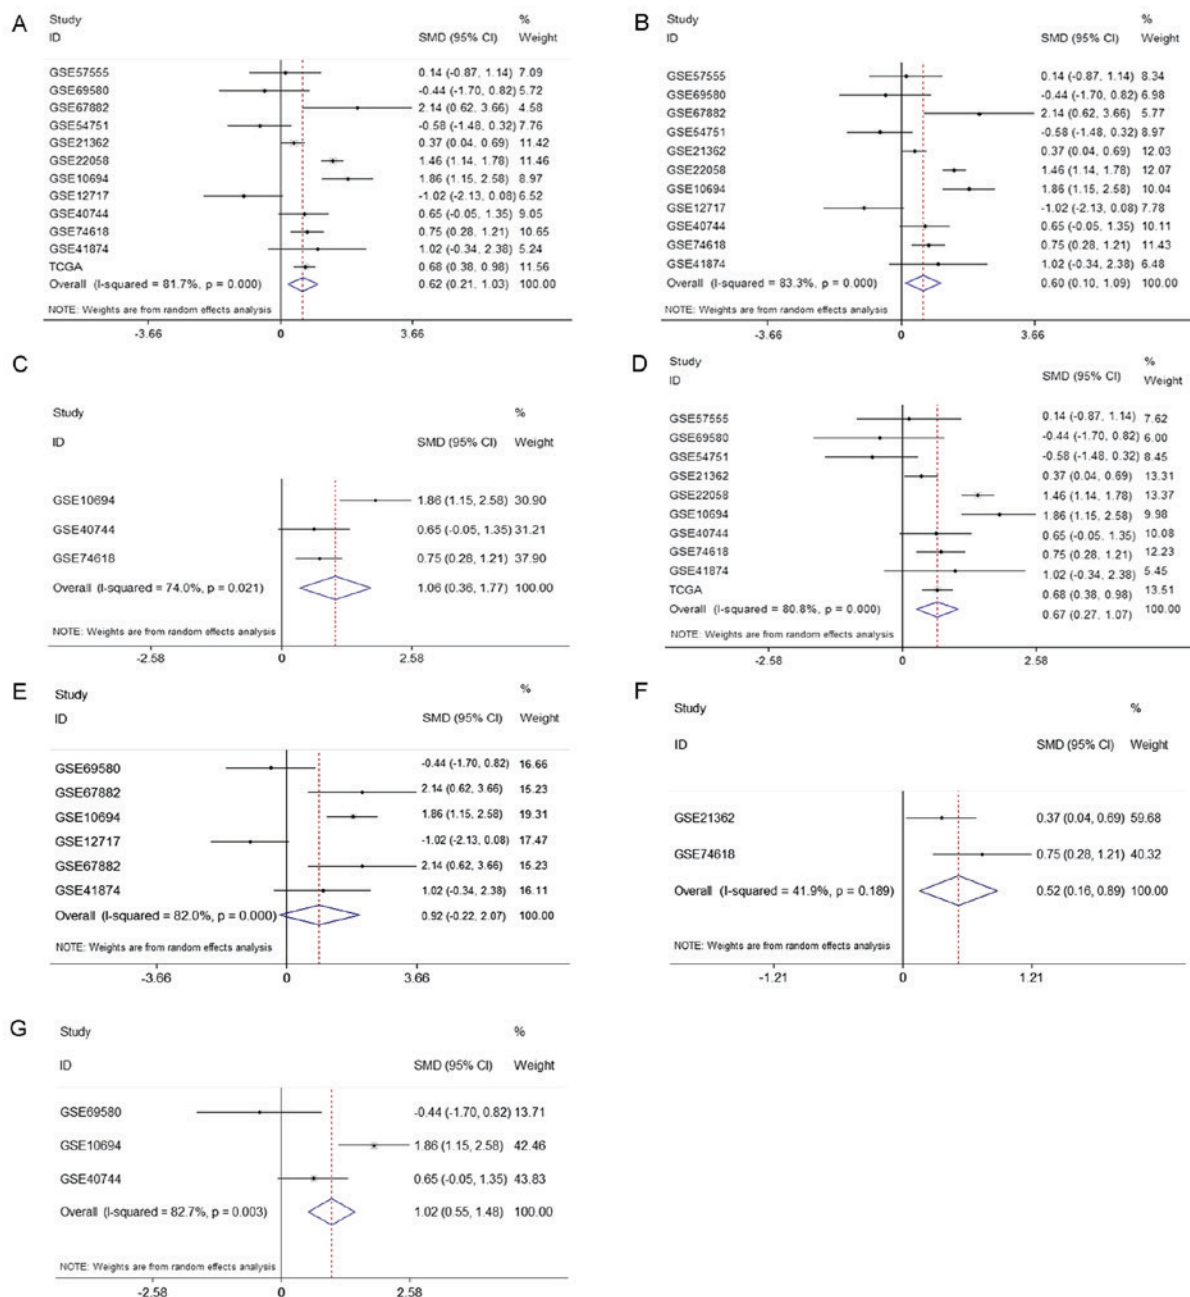 A
Study %
ID SMD (95% CI) Weight
GSE57555 0.14 (-0.87, 1.14) 7.09
GSE69580 -0.44 (-1.70, 0.82) 5.72
GSE67882 2.14 (0.62, 3.66) 4.58
GSE54751 -0.58 (-1.48, 0.32) 7.76
GSE21362 0.37 (0.04, 0.69) 11.42
GSE22058 1.46 (1.14, 1.78) 11.46
GSE10694 1.86 (1.15, 2.58) 8.97
GSE12717 -1.02 (-2.13, 0.08) 6.52
GSE40744 0.65 (-0.05, 1.35) 9.05
GSE74618 0.75 (0.28, 1.21) 10.65
GSE41874 1.02 (-0.34, 2.38) 5.24
TCGA 0.68 (0.38, 0.98) 11.56
Overall (I-squared = 81.7%, p = 0.000) 0.62 (0.21, 1.03) 100.00
NOTE: Weights are from random effects analysis
-3.66 0 3.66
B
Study %
ID SMD (95% CI) Weight
GSE57555 0.14 (-0.87, 1.14) 8.34
GSE69580 -0.44 (-1.70, 0.82) 6.98
GSE67882 2.14 (0.62, 3.66) 5.77
GSE54751 -0.58 (-1.48, 0.32) 8.97
GSE21362 0.37 (0.04, 0.69) 12.03
GSE22058 1.46 (1.14, 1.78) 12.07
GSE10694 1.86 (1.15, 2.58) 10.04
GSE12717 -1.02 (-2.13, 0.08) 7.78
GSE40744 0.65 (-0.05, 1.35) 10.11
GSE74618 0.75 (0.28, 1.21) 11.43
GSE41874 1.02 (-0.34, 2.38) 6.48
Overall (I-squared = 83.3%, p = 0.000) 0.60 (0.10, 1.09) 100.00
NOTE: Weights are from random effects analysis
-3.66 0 3.66
C
Study %
ID SMD (95% CI) Weight
GSE10694 1.86 (1.15, 2.58) 30.90
GSE40744 0.65 (-0.05, 1.35) 31.21
GSE74618 0.75 (0.28, 1.21) 37.90
Overall (I-squared = 74.0%, p = 0.021) 1.06 (0.36, 1.77) 100.00
NOTE: Weights are from random effects analysis
-2.58 0 2.58
D
Study %
ID SMD (95% CI) Weight
GSE57555 0.14 (-0.87, 1.14) 7.62
GSE69580 -0.44 (-1.70, 0.82) 6.00
GSE54751 -0.58 (-1.48, 0.32) 8.45
GSE21362 0.37 (0.04, 0.69) 13.31
GSE22058 1.46 (1.14, 1.78) 13.37
GSE10694 1.86 (1.15, 2.58) 9.98
GSE40744 0.65 (-0.05, 1.35) 10.08
GSE74618 0.75 (0.28, 1.21) 12.23
GSE41874 1.02 (-0.34, 2.38) 5.45
TCGA 0.68 (0.38, 0.98) 13.51
Overall (I-squared = 80.8%, p = 0.000) 0.67 (0.27, 1.07) 100.00
NOTE: Weights are from random effects analysis
-2.58 0 2.58
E
Study %
ID SMD (95% CI) Weight
GSE69580 -0.44 (-1.70, 0.82) 16.66
GSE67882 2.14 (0.62, 3.66) 15.23
GSE10694 1.86 (1.15, 2.58) 19.31
GSE12717 -1.02 (-2.13, 0.08) 17.47
GSE67882 2.14 (0.62, 3.66) 15.23
GSE41874 1.02 (-0.34, 2.38) 16.11
Overall (I-squared = 82.0%, p = 0.000) 0.92 (-0.22, 2.07) 100.00
NOTE: Weights are from random effects analysis
-3.66 0 3.66
F
Study %
ID SMD (95% CI) Weight
GSE21362 0.37 (0.04, 0.69) 59.68
GSE74618 0.75 (0.28, 1.21) 40.32
Overall (I-squared = 41.9%, p = 0.189) 0.52 (0.16, 0.89) 100.00
NOTE: Weights are from random effects analysis
-1.21 0 1.21
G
Study %
ID SMD (95% CI) Weight
GSE69580 -0.44 (-1.70, 0.82) 13.71
GSE10694 1.86 (1.15, 2.58) 42.46
GSE40744 0.65 (-0.05, 1.35) 43.83
Overall (I-squared = 82.7%, p = 0.003) 1.02 (0.55, 1.48) 100.00
NOTE: Weights are from random effects analysis
-2.58 0 2.58